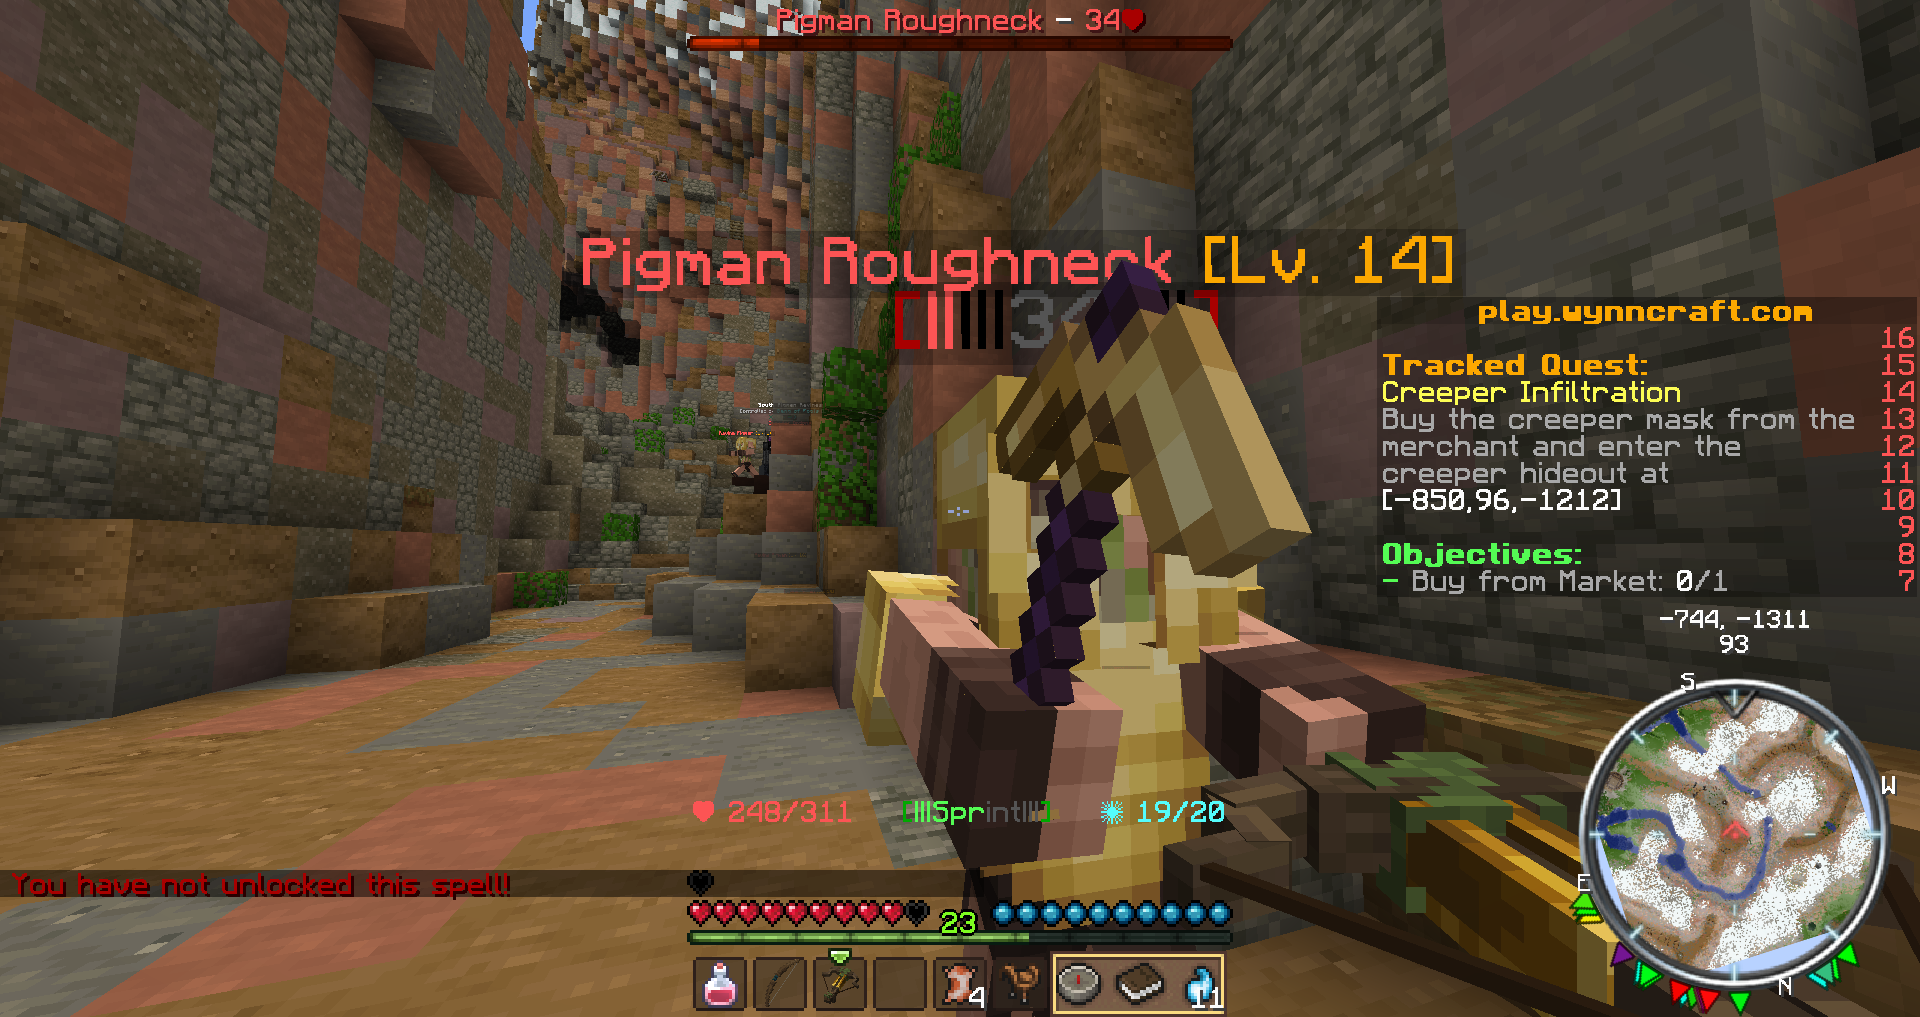 Pigman Roughneck - 34
Pigman Roughneck [Lv. 14]
[|||||34
play.wynncraft.com
16
Tracked Quest: 15
Creeper Infiltration 14
Buy the creeper mask from the 13
merchant and enter the 12
creeper hideout at 11
[-850,96,-1212] 10
9
Objectives: 8
- Buy from Market: 0/1 7
-744, -1311
93
S
W
E
N
248/311 [|||Sprint|||] 19/20
You have not unlocked this spell!
23
4
11